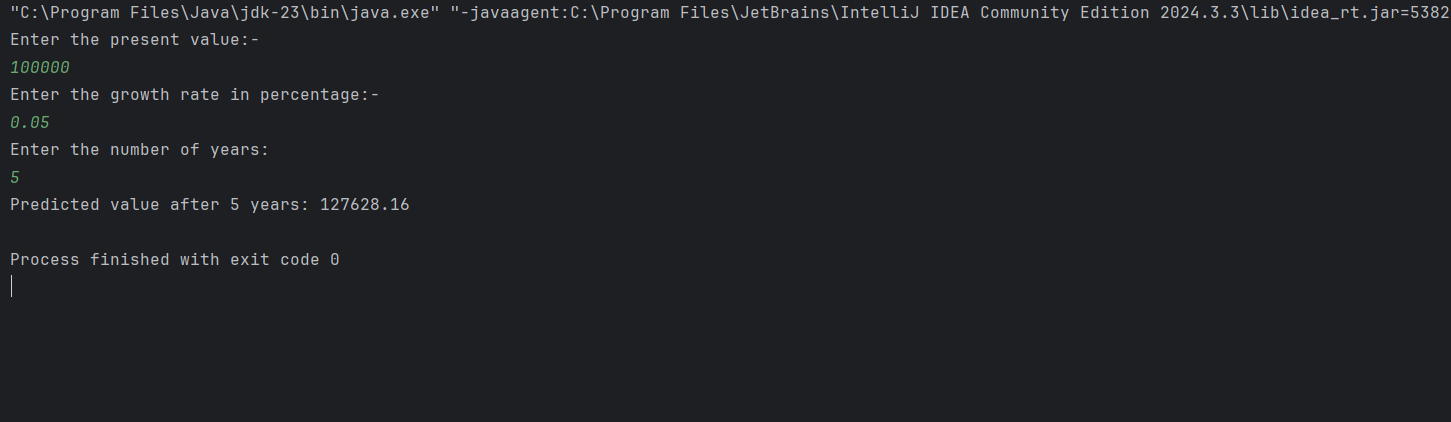 "C:\Program Files\Java\jdk-23\bin\java.exe" "-javaagent:C:\Program Files\JetBrains\IntelliJ IDEA Community Edition 2024.3.3\lib\idea_rt.jar=5382
Enter the present value:-
100000
Enter the growth rate in percentage:-
0.05
Enter the number of years:
5
Predicted value after 5 years: 127628.16
Process finished with exit code 0